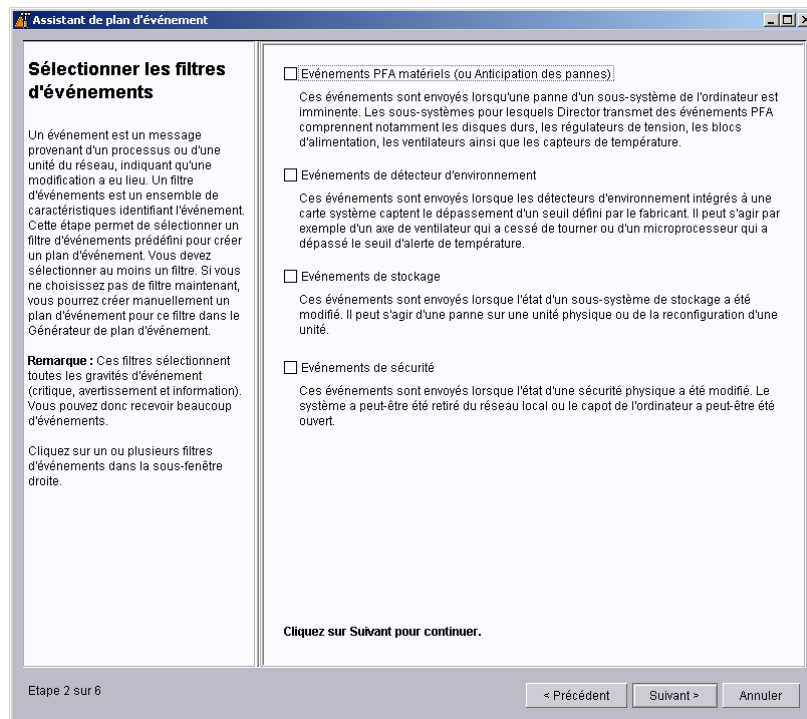 Assistant de plan d'événement
Sélectionner les filtres
d'événements
Un événement est un message
provenant d'un processus ou d'une
unité du réseau, indiquant qu'une
modification a eu lieu. Un filtre
d'événements est un ensemble de
caractéristiques identifiant l'événement.
Cette étape permet de sélectionner un
filtre d'événements prédéfini pour créer
un plan d'événement. Vous devez
sélectionner au moins un filtre. Si vous
ne choisissez pas de filtre maintenant,
vous pourrez créer manuellement un
plan d'événement pour ce filtre dans le
Générateur de plan d'événement.
Remarque : Ces filtres sélectionnent
toutes les gravités d'événement
(critique, avertissement et information).
Vous pouvez donc recevoir beaucoup
d'événements.
Cliquez sur un ou plusieurs filtres
d'événements dans la sous-fenêtre
droite.
Evénements PFA matériels (ou Anticipation des pannes)
Ces événements sont envoyés lorsqu'une panne d'un sous-système de l'ordinateur est
imminente. Les sous-systèmes pour lesquels Director transmet des événements PFA
comprennent notamment les disques durs, les régulateurs de tension, les blocs
d'alimentation, les ventilateurs ainsi que les capteurs de température.
Evénements de détecteur d'environnement
Ces événements sont envoyés lorsque les détecteurs d'environnement intégrés à une
carte système captent le dépassement d'un seuil défini par le fabricant. Il peut s'agir par
exemple d'un axe de ventilateur qui a cessé de tourner ou d'un microprocesseur qui a
dépassé le seuil d'alerte de température.
Evénements de stockage
Ces événements sont envoyés lorsque l'état d'un sous-système de stockage a été
modifié. Il peut s'agir d'une panne sur une unité physique ou de la reconfiguration d'une
unité.
Evénements de sécurité
Ces événements sont envoyés lorsque l'état d'une sécurité physique a été modifié. Le
système a peut-être été retiré du réseau local ou le capot de l'ordinateur a peut-être été
ouvert.
Cliquez sur Suivant pour continuer.
Etape 2 sur 6
< Précédent
Suivant >
Annuler